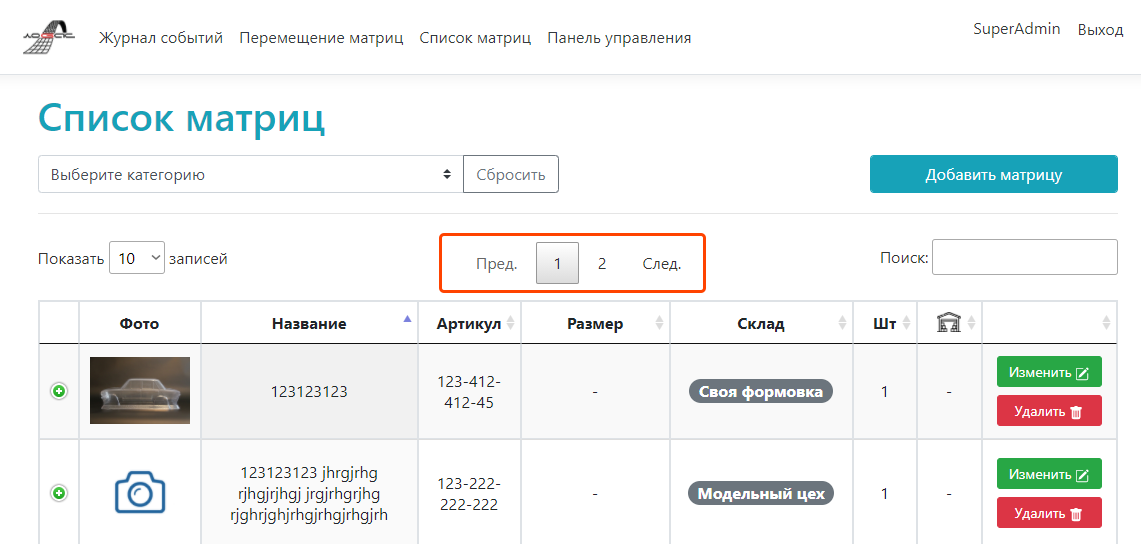 ЛОРРСК
Журнал событий Перемещение матриц Список матриц Панель управления SuperAdmin Выход
Список матриц
Выберите категорию Сбросить Добавить матрицу
Показать 10 записей Пред. 1 2 След. Поиск:
Фото Название Артикул Размер Склад Шт
123123123 123-412-
412-45 - Своя формовка 1 - Изменить
Удалить
123123123 jhrgjrhg
rjhgjrjhgj jrgjrhgrjhg
rjghrjghjrhgjrhgjrhgjrh 123-222-
222-222 - Модельный цех 1 - Изменить
Удалить